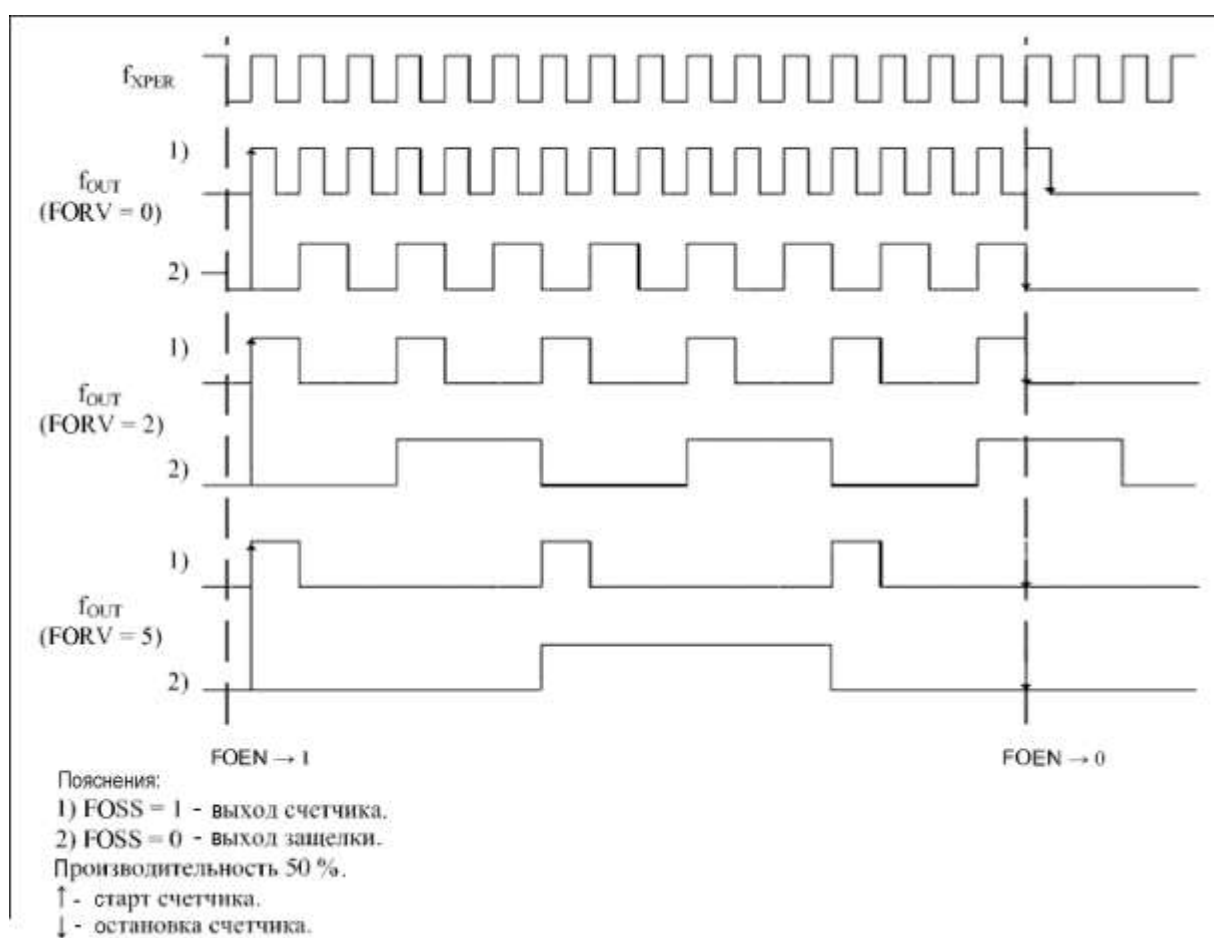 fXPER
1)
fOUT
(FORV = 0)
2)
1)
fOUT
(FORV = 2)
2)
1)
fOUT
(FORV = 5)
2)
FOEN → 1
FOEN → 0
Пояснения:
1) FOSS = 1 - выход счетчика.
2) FOSS = 0 - выход защелки.
Производительность 50 %.
↑ - старт счетчика.
↓ - остановка счетчика.